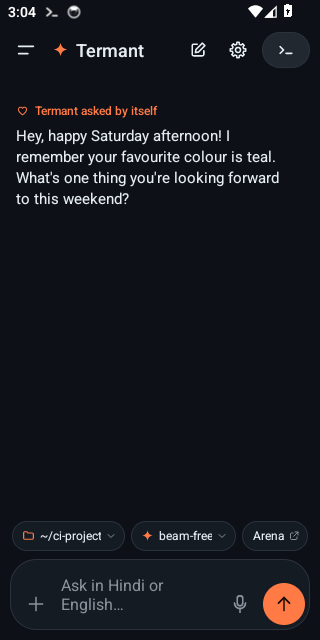 3:04
Termant
Termant asked by itself
Hey, happy Saturday afternoon! I
remember your favourite colour is teal.
What's one thing you're looking forward
to this weekend?
~/ci-project
beam-free
Arena
Ask in Hindi or
English...